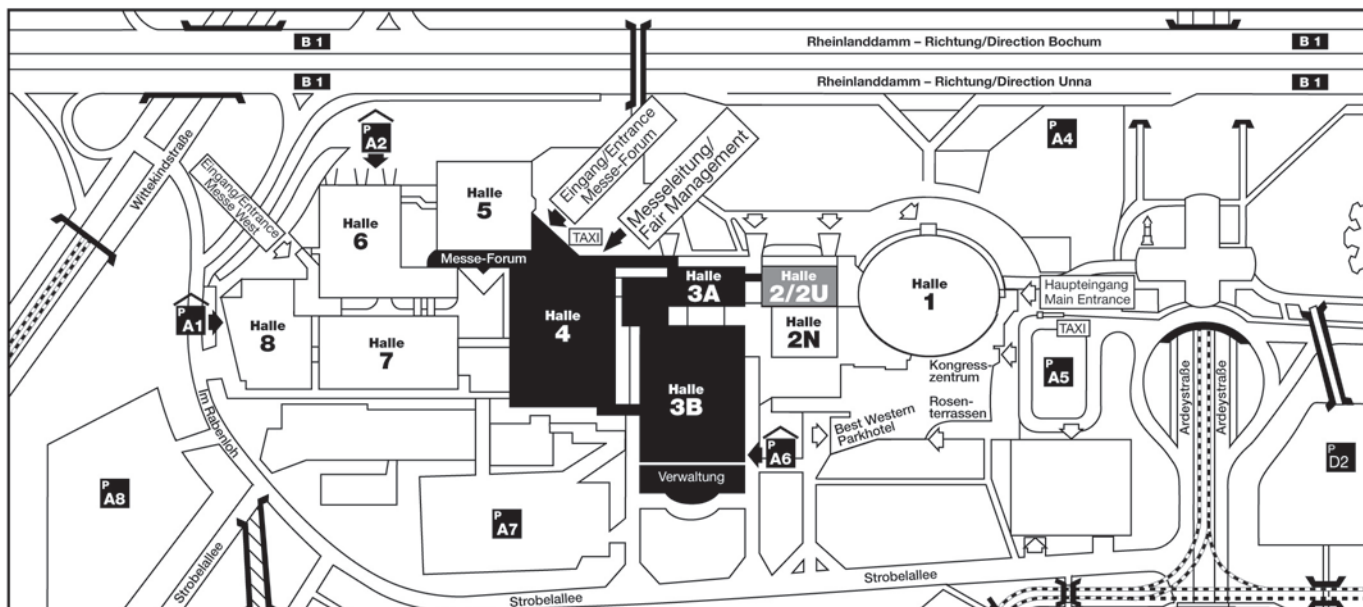 B 1
Rheinlanddamm – Richtung/Direction Bochum
B 1
B 1
Rheinlanddamm – Richtung/Direction Unna
B 1
Wittekindstraße
P
A2
P
A4
Eingang/Entrance
Messe West
Eingang/Entrance
Messe-Forum
Messeleitung/
Fair Management
TAXI
Halle
5
Halle
6
Messe-Forum
Halle
3A
Halle
2/2U
Halle
1
Haupteingang
Main Entrance
TAXI
P
A1
Halle
8
Halle
7
Halle
4
Halle
2N
Kongress-
zentrum
P
A5
Halle
3B
Rosen-
terrassen
Best Western
Parkhotel
Ardeystraße
Ardeystraße
Im Rabenloh
P
A6
P
D2
Verwaltung
P
A8
P
A7
Strobelallee
Strobelallee
Strobelallee